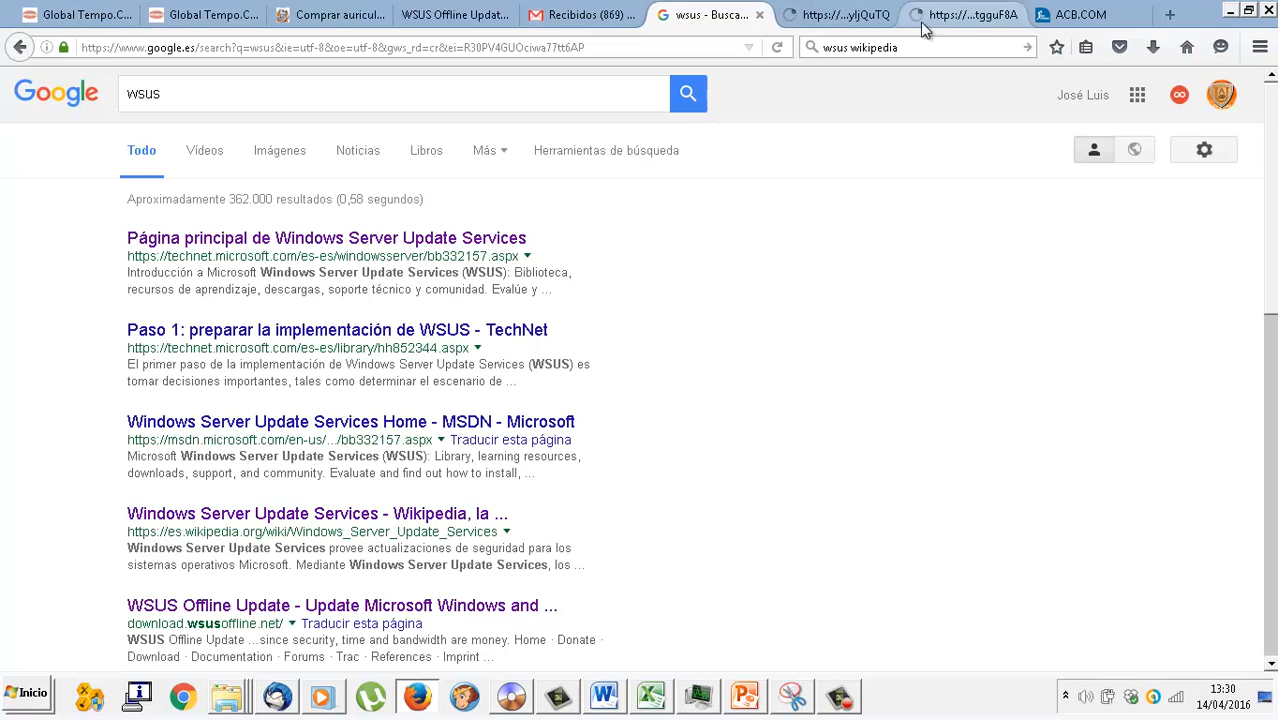 Global Tempo.C...
Global Tempo.C...
Comprar auricul...
WSUS Offline Updat...
Recibidos (869) ...
wsus - Busca...
https://...yljQuTQ
https://...tgguF8A
ACB.COM
https://www.google.es/search?q=wsus&ie=utf-8&oe=utf-8&gws_rd=cr&ei=R30PV4GUOciwa77ttK6AP
wsus wikipedia
Google
wsus
José Luis
Todo
Vídeos
Imágenes
Noticias
Libros
Más
Herramientas de búsqueda
Aproximadamente 362.000 resultados (0,58 segundos)
Página principal de Windows Server Update Services
https://technet.microsoft.com/es-es/windowsserver/bb332157.aspx
Introducción a Microsoft Windows Server Update Services (WSUS): Biblioteca,
recursos de aprendizaje, descargas, soporte técnico y comunidad. Evalúe y ...
Paso 1: preparar la implementación de WSUS - TechNet
https://technet.microsoft.com/es-es/library/hh852344.aspx
El primer paso de la implementación de Windows Server Update Services (WSUS) es
tomar decisiones importantes, tales como determinar el escenario de ...
Windows Server Update Services Home - MSDN - Microsoft
https://msdn.microsoft.com/en-us/.../bb332157.aspx Traducir esta página
Microsoft Windows Server Update Services (WSUS): Library, learning resources,
downloads, support, and community. Evaluate and find out how to install, ...
Windows Server Update Services - Wikipedia, la ...
https://es.wikipedia.org/wiki/Windows_Server_Update_Services
Windows Server Update Services provee actualizaciones de seguridad para los
sistemas operativos Microsoft. Mediante Windows Server Update Services, los ...
WSUS Offline Update - Update Microsoft Windows and ...
download.wsusoffline.net/ Traducir esta página
WSUS Offline Update ...since security, time and bandwidth are money. Home · Donate ·
Download · Documentation · Forums · Trac · References · Imprint ...
Inicio
13:30
14/04/2016